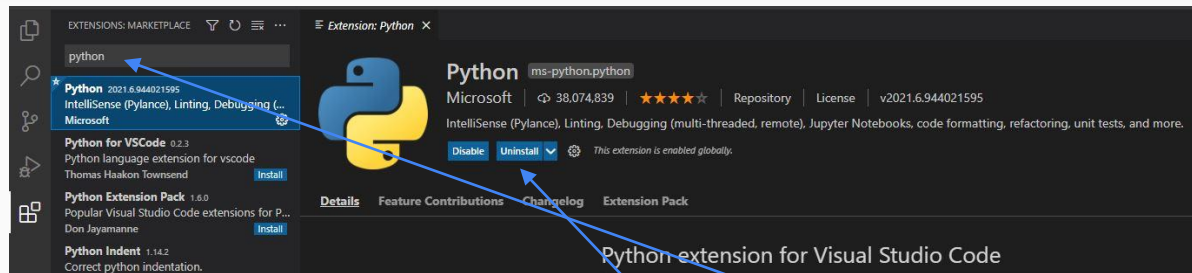 EXTENSIONS: MARKETPLACE
python
Python 2021.6.944021595
IntelliSense (Pylance), Linting, Debugging (...
Microsoft
Python for VSCode 0.2.3
Python language extension for vscode
Thomas Haakon Townsend Install
Python Extension Pack 1.6.0
Popular Visual Studio Code extensions for P...
Don Jayamanne Install
Python Indent 1.14.2
Correct python indentation.
Extension: Python
Python ms-python.python
Microsoft 38,074,839 Repository License v2021.6.944021595
IntelliSense (Pylance), Linting, Debugging (multi-threaded, remote), Jupyter Notebooks, code formatting, refactoring, unit tests, and more.
Disable Uninstall This extension is enabled globally.
Details Feature Contributions Changelog Extension Pack
Python extension for Visual Studio Code